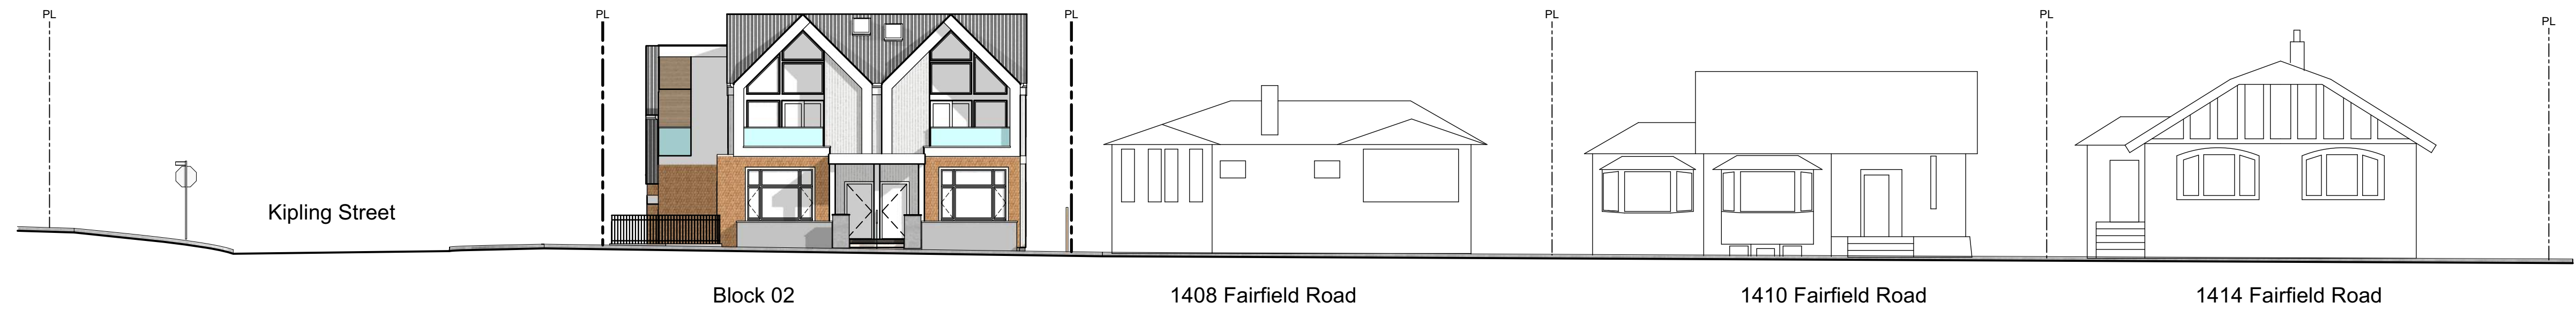 PL
PL
PL
PL
PL
PL
Kipling Street
Block 02
1408 Fairfield Road
1410 Fairfield Road
1414 Fairfield Road